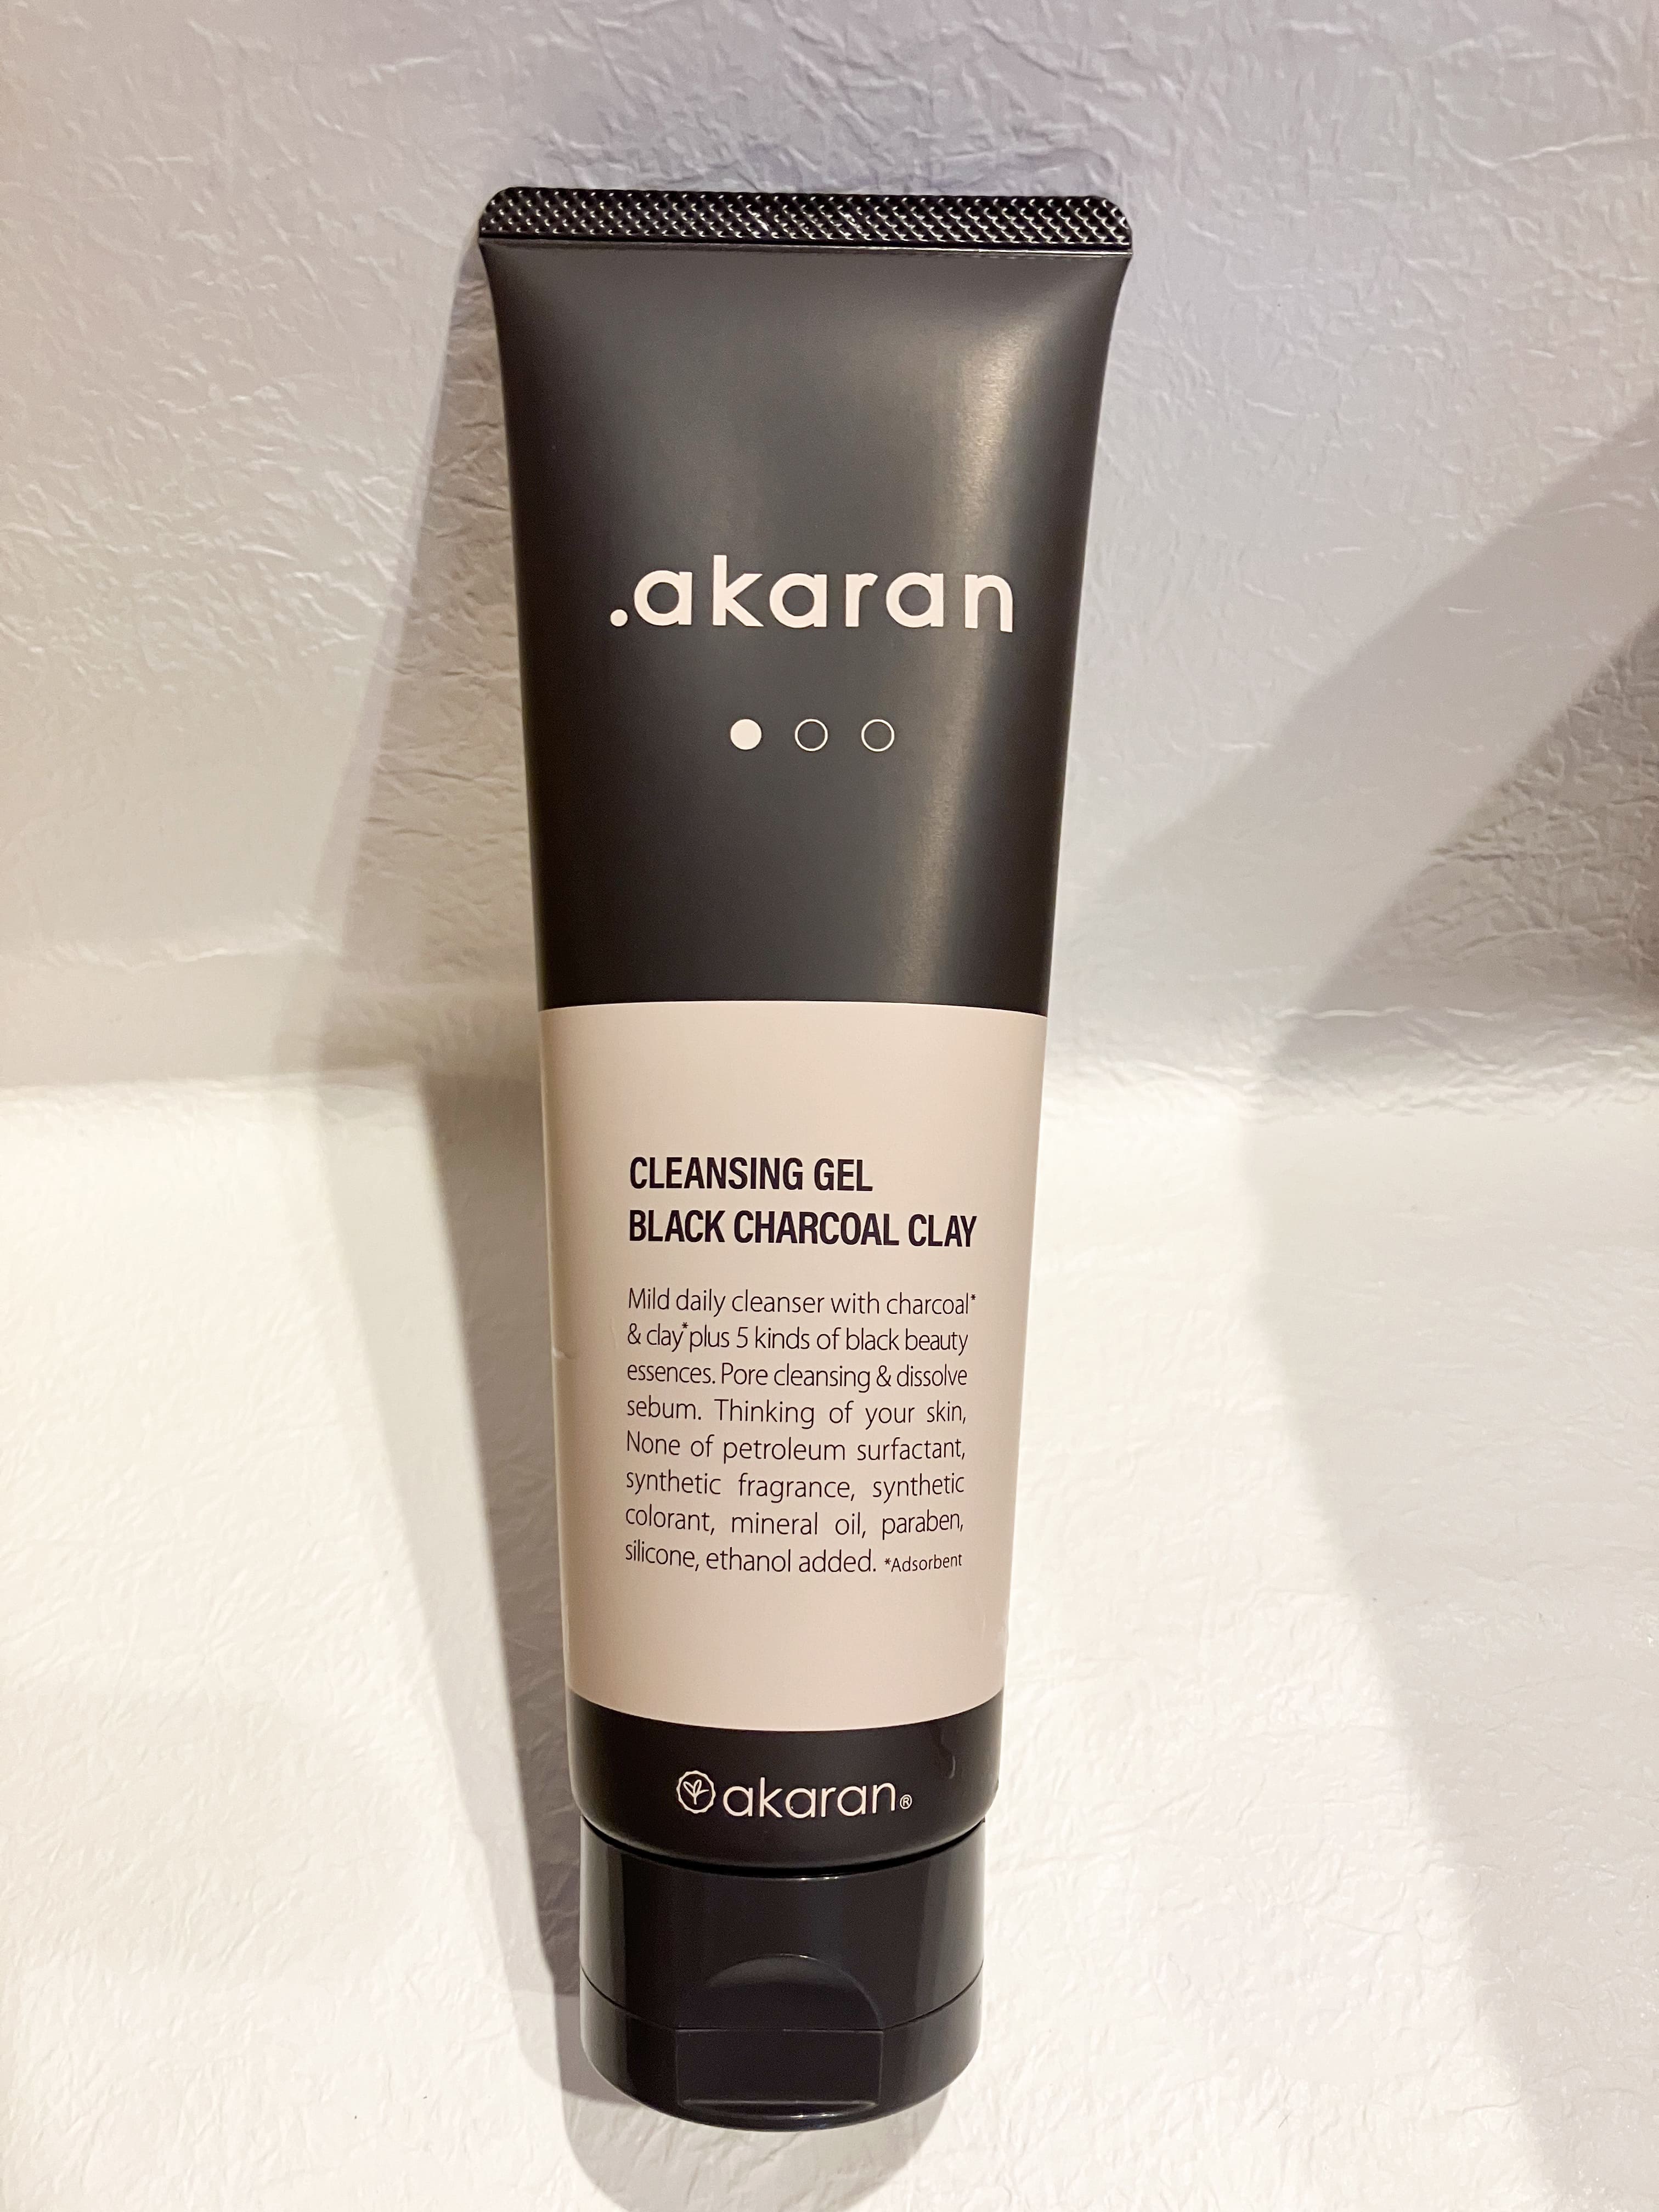 .akaran
CLEANSING GEL
BLACK CHARCOAL CLAY
Mild daily cleanser with charcoal*
& clay*plus 5 kinds of black beauty
essences. Pore cleansing & dissolve
sebum. Thinking of your skin,
None of petroleum surfactant,
synthetic fragrance, synthetic
colorant, mineral oil, paraben,
silicone, ethanol added. *Adsorbent
akaran®